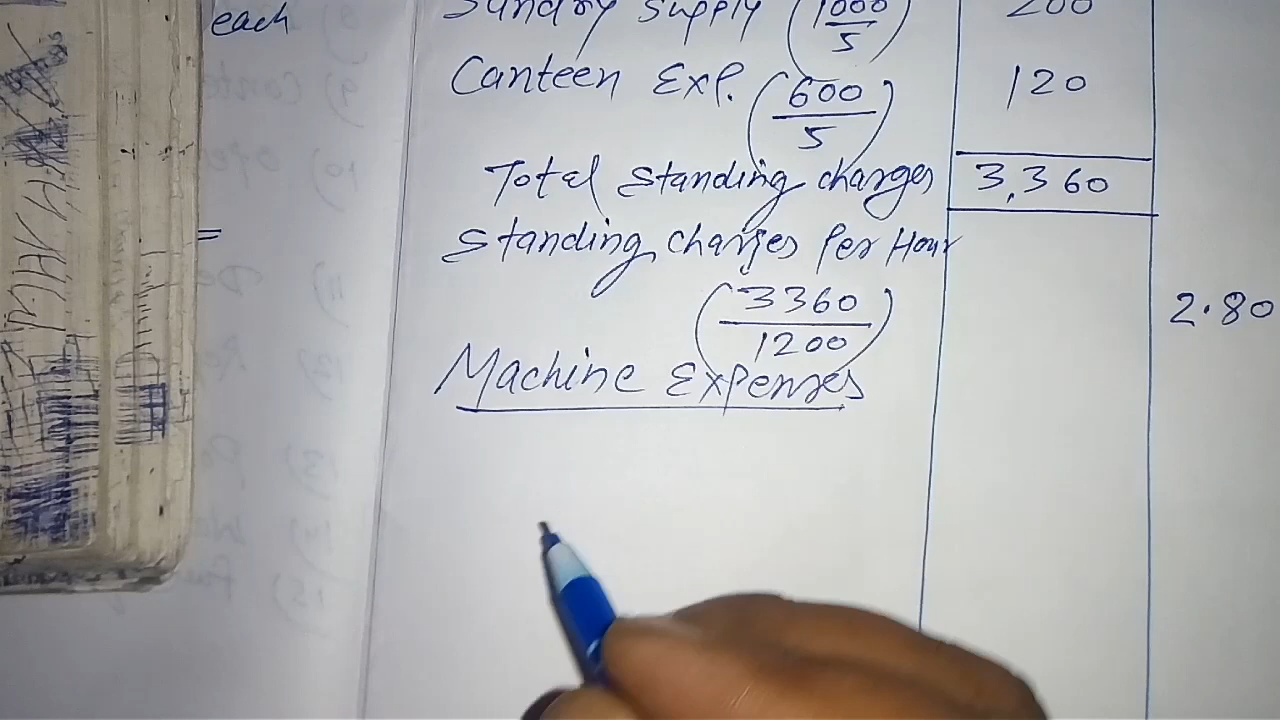 each
Sundry Supply (1000/5) 200
Canteen Exp. (600/5) 120
Total Standing charges 3,360
Standing charges Per Hour
(3360/1200) 2.80
Machine Expenses
=